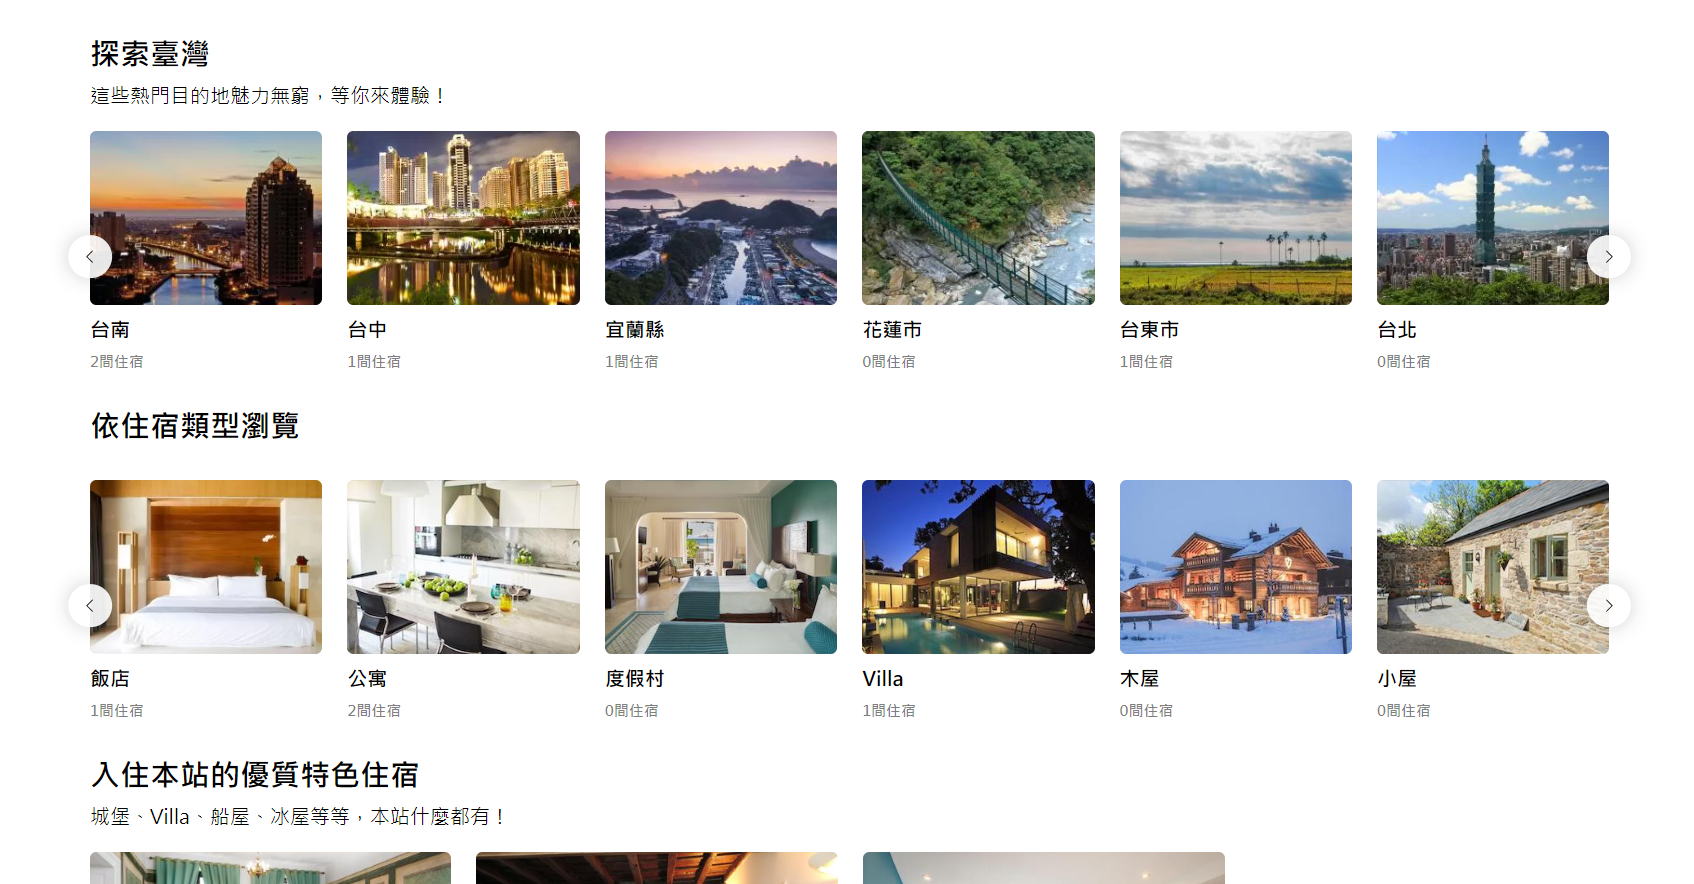 探索臺灣
這些熱門目的地魅力無窮，等你來體驗！
台南
2間住宿
台中
1間住宿
宜蘭縣
1間住宿
花蓮市
0間住宿
台東市
1間住宿
台北
0間住宿
依住宿類型瀏覽
飯店
1間住宿
公寓
2間住宿
度假村
0間住宿
Villa
1間住宿
木屋
0間住宿
小屋
0間住宿
入住本站的優質特色住宿
城堡、Villa、船屋、冰屋等等，本站什麼都有！